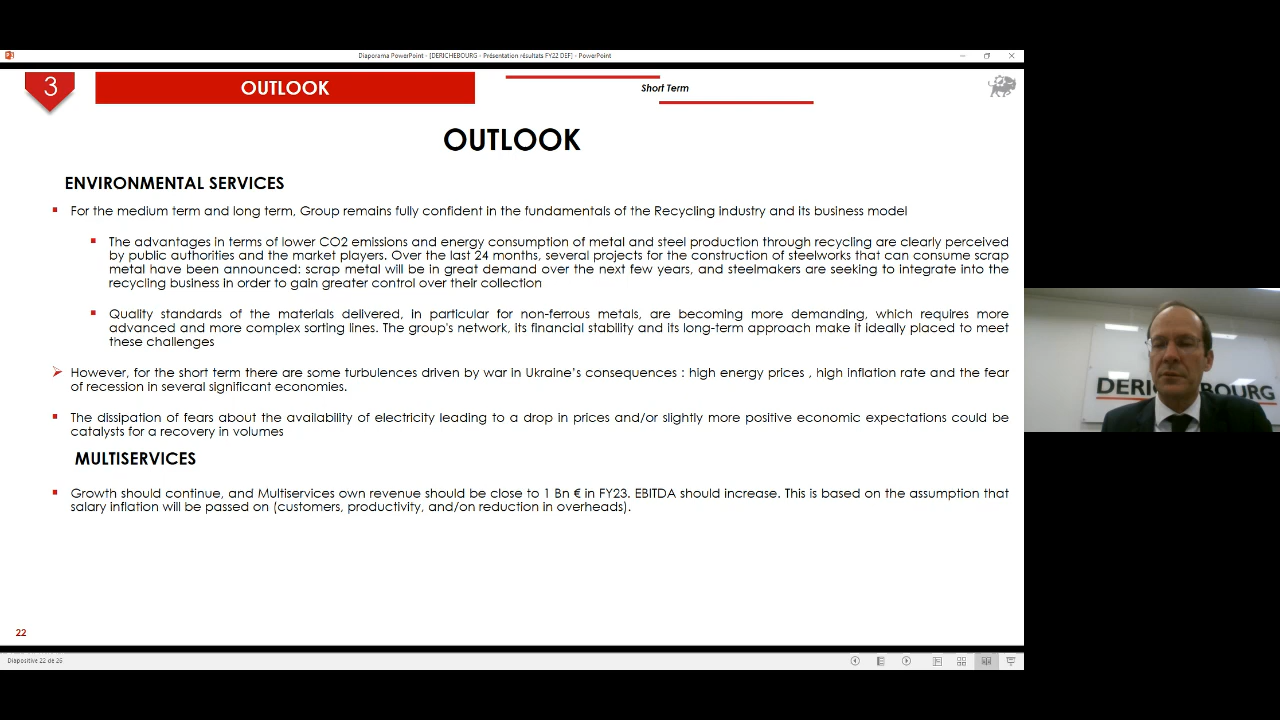 Diaporama PowerPoint - [DERICHEBOURG - Présentation résultats FY22 DEF] - PowerPoint
3
OUTLOOK
Short Term
OUTLOOK
ENVIRONMENTAL SERVICES
For the medium term and long term, Group remains fully confident in the fundamentals of the Recycling industry and its business model
The advantages in terms of lower CO2 emissions and energy consumption of metal and steel production through recycling are clearly perceived
by public authorities and the market players. Over the last 24 months, several projects for the construction of steelworks that can consume scrap
metal have been announced: scrap metal will be in great demand over the next few years, and steelmakers are seeking to integrate into the
recycling business in order to gain greater control over their collection
Quality standards of the materials delivered, in particular for non-ferrous metals, are becoming more demanding, which requires more
advanced and more complex sorting lines. The group's network, its financial stability and its long-term approach make it ideally placed to meet
these challenges
However, for the short term there are some turbulences driven by war in Ukraine's consequences : high energy prices , high inflation rate and the fear
of recession in several significant economies.
The dissipation of fears about the availability of electricity leading to a drop in prices and/or slightly more positive economic expectations could be
catalysts for a recovery in volumes
MULTISERVICES
Growth should continue, and Multiservices own revenue should be close to 1 Bn € in FY23. EBITDA should increase. This is based on the assumption that
salary inflation will be passed on (customers, productivity, and/on reduction in overheads).
22
Diapositive 22 de 26
DERI
BOURG